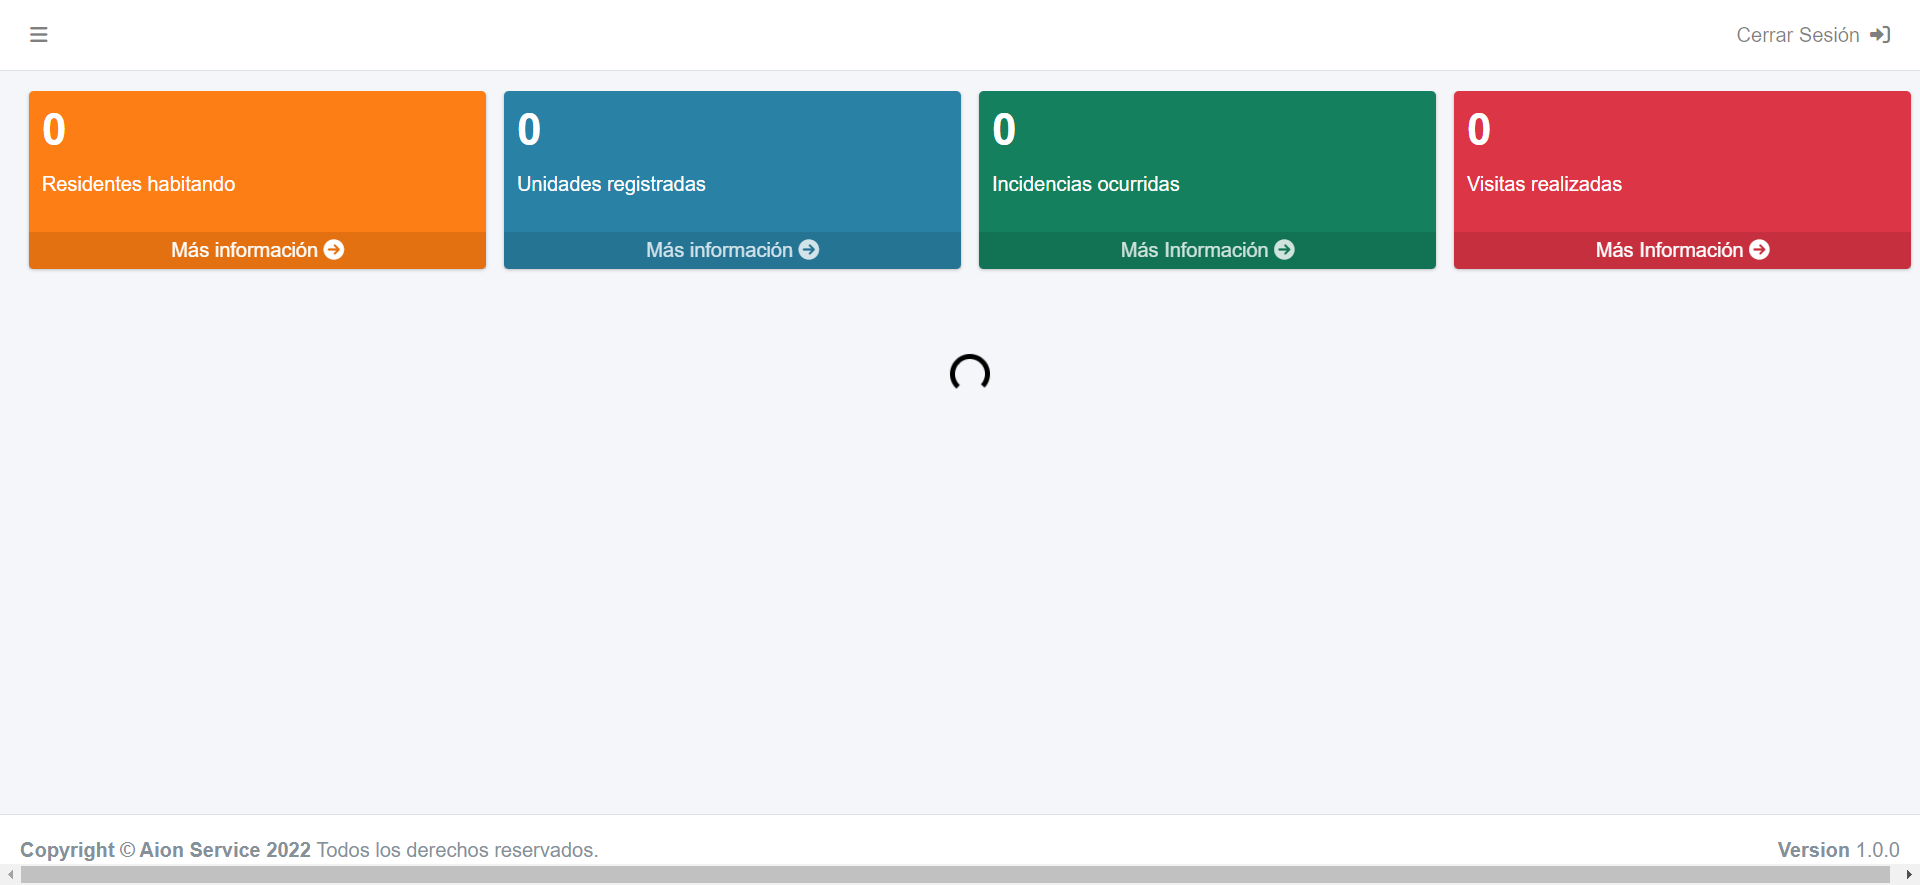 Cerrar Sesión
0
Residentes habitando
Más información
0
Unidades registradas
Más información
0
Incidencias ocurridas
Más Información
0
Visitas realizadas
Más Información
Copyright © Aion Service 2022 Todos los derechos reservados.
Version 1.0.0